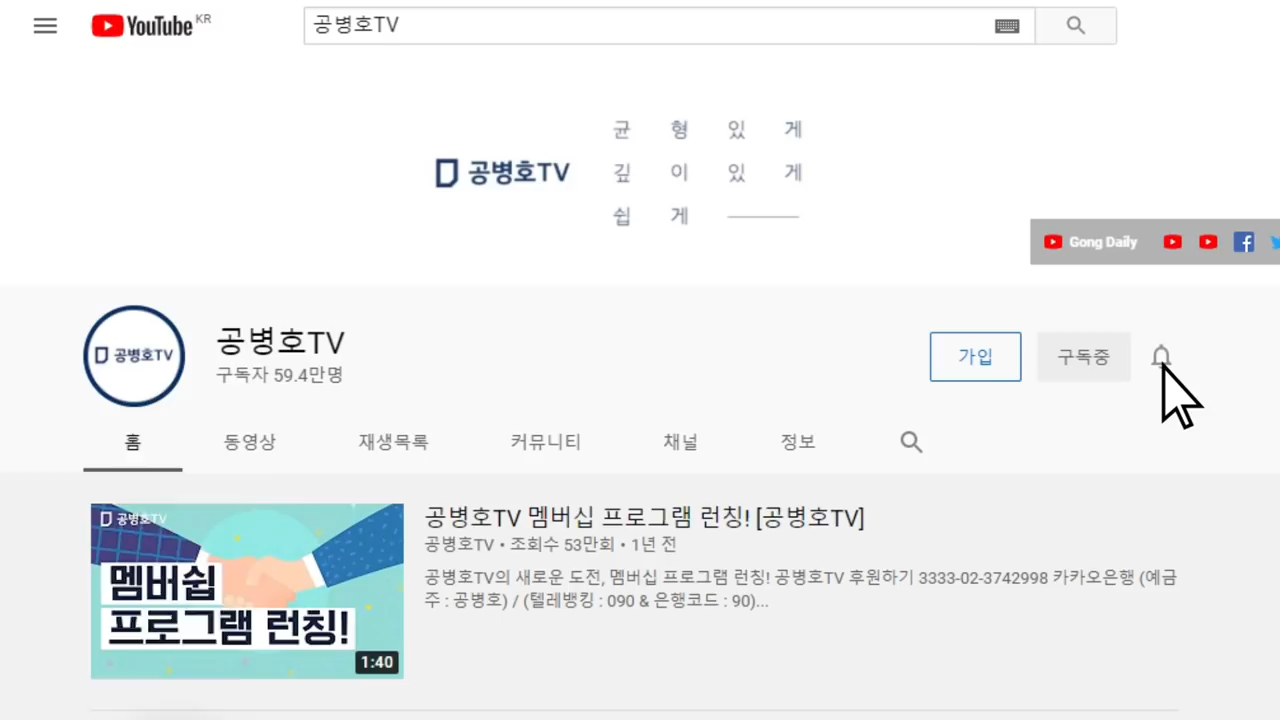 YouTube KR
공병호TV
공병호TV
균 형 있 게
깊 이 있 게
쉽 게
Gong Daily
공병호TV
공병호TV
구독자 59.4만명
가입
구독중
홈
동영상
재생목록
커뮤니티
채널
정보
공병호TV
멤버쉽
프로그램 런칭!
1:40
공병호TV 멤버십 프로그램 런칭! [공병호TV]
공병호TV • 조회수 53만회 • 1년 전
공병호TV의 새로운 도전, 멤버십 프로그램 런칭! 공병호TV 후원하기 3333-02-3742998 카카오은행 (예금
주 : 공병호) / (텔레뱅킹 : 090 & 은행코드 : 90)...